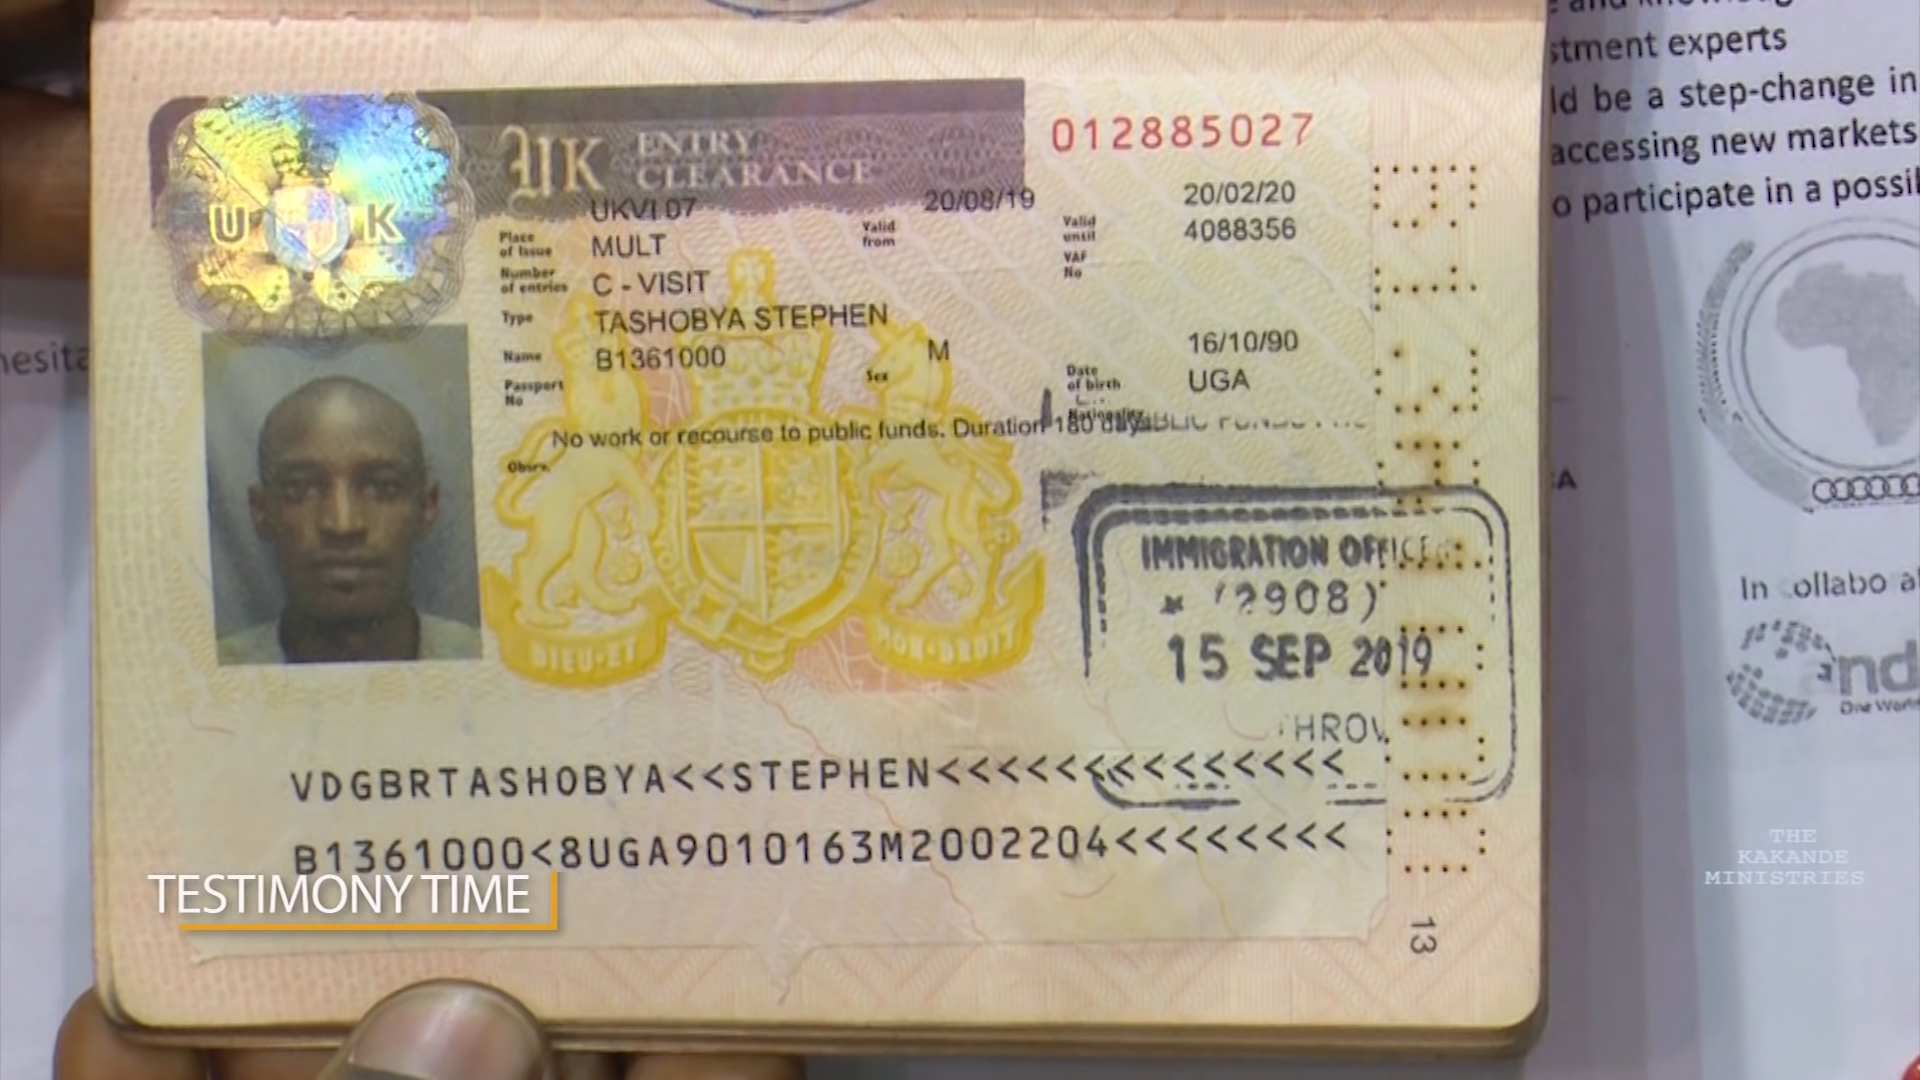 stment experts
ld be a step-change in
accessing new markets
o participate in a possib
UK
ENTRY
CLEARANCE
012885027
U K
UKVI 07
20/08/19
20/02/20
Place
of Issue
MULT
Valid
from
Valid
until
4088356
Number
of entries
C - VISIT
VAF
No
Type
TASHOBYA STEPHEN
Name
B1361000
M
16/10/90
Passport
No
Sex
Date
of birth
UGA
Nationality
No work or recourse to public funds. Duration 180 days
Observ.
DIEU·ET
MON·DROIT
IMMIGRATION OFFICER
(2908)
15 SEP 2019
VDGBRTASHOBYA<<STEPHEN<<<<<<<<<<<<<<
B1361000<8UGA9010163M2002204<<<<<<<<
13
In
nd
One World
TESTIMONY TIME
THE
KAKANDE
MINISTRIES